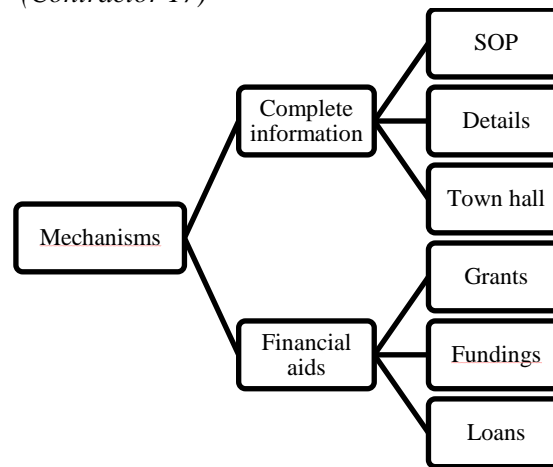 (Contractor 17)
SOP
Complete
information
Details
Town hall
Mechanisms
Grants
Financial
aids
Fundings
Loans